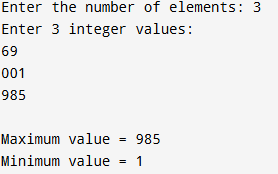 Enter the number of elements: 3
Enter 3 integer values:
69
001
985
Maximum value = 985
Minimum value = 1